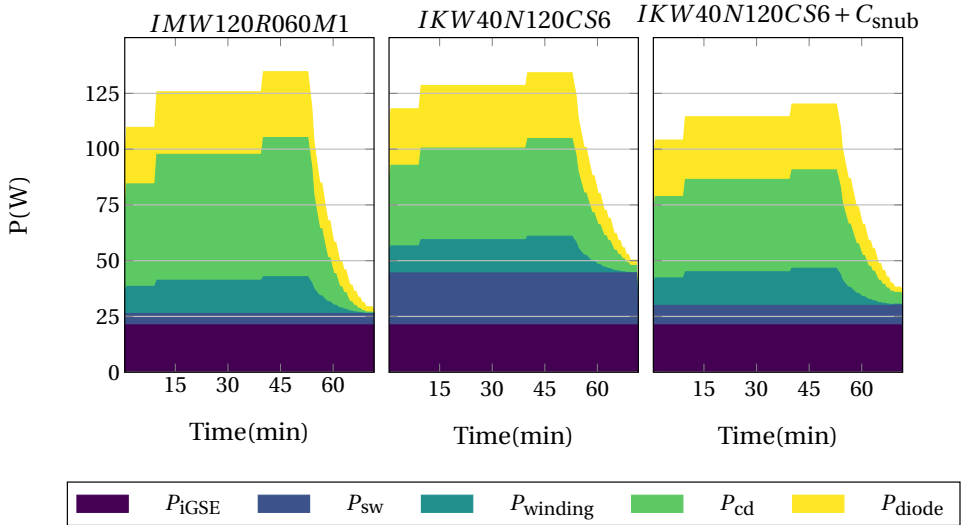 IMW120R060M1 IKW40N120CS6 IKW40N120CS6 + C_snub
125
100
75
50
25
0
P(W)
15 30 45 60 15 30 45 60 15 30 45 60
Time(min) Time(min) Time(min)
P_iGSE P_sw P_winding P_cd P_diode